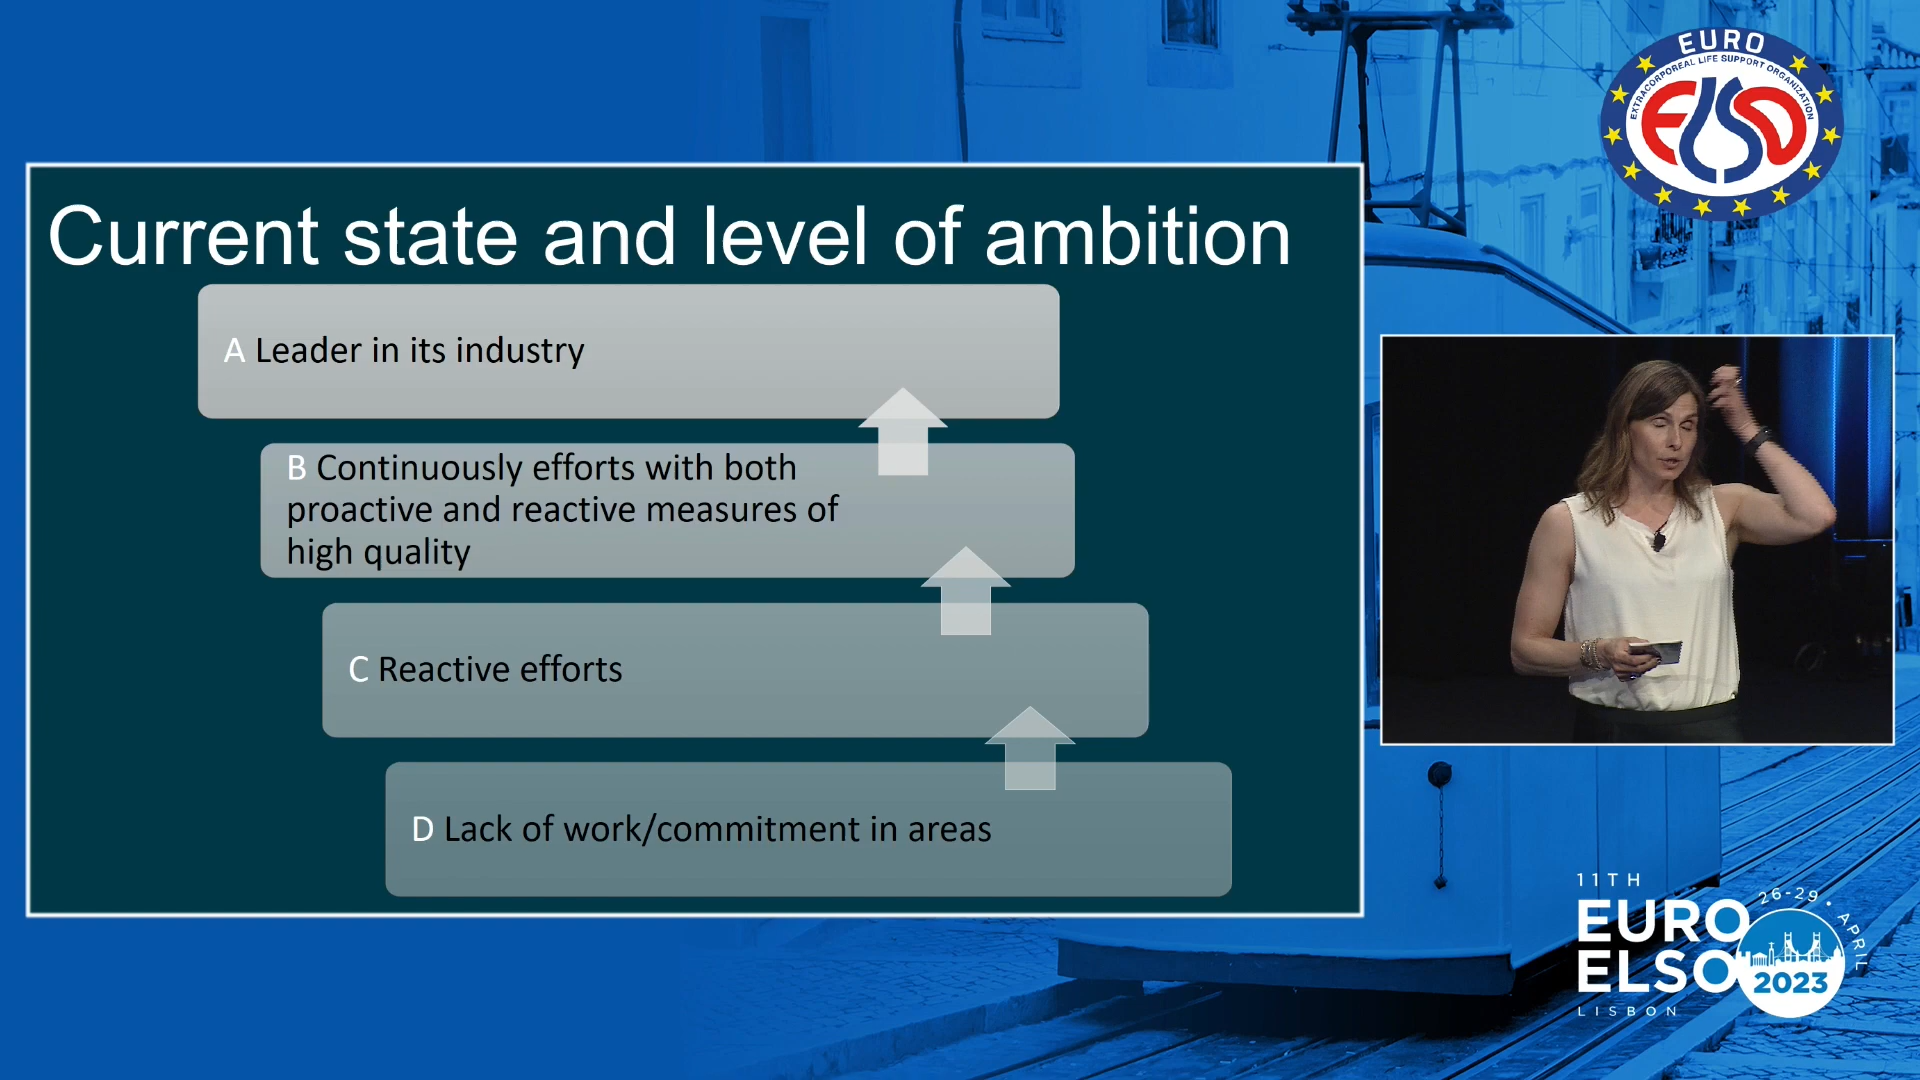 EURO
EXTRACORPOREAL LIFE SUPPORT ORGANIZATION
ELSO
Current state and level of ambition
A Leader in its industry
B Continuously efforts with both
proactive and reactive measures of
high quality
C Reactive efforts
D Lack of work/commitment in areas
11TH
EURO
ELSO
LISBON
26-29 • APRIL
2023